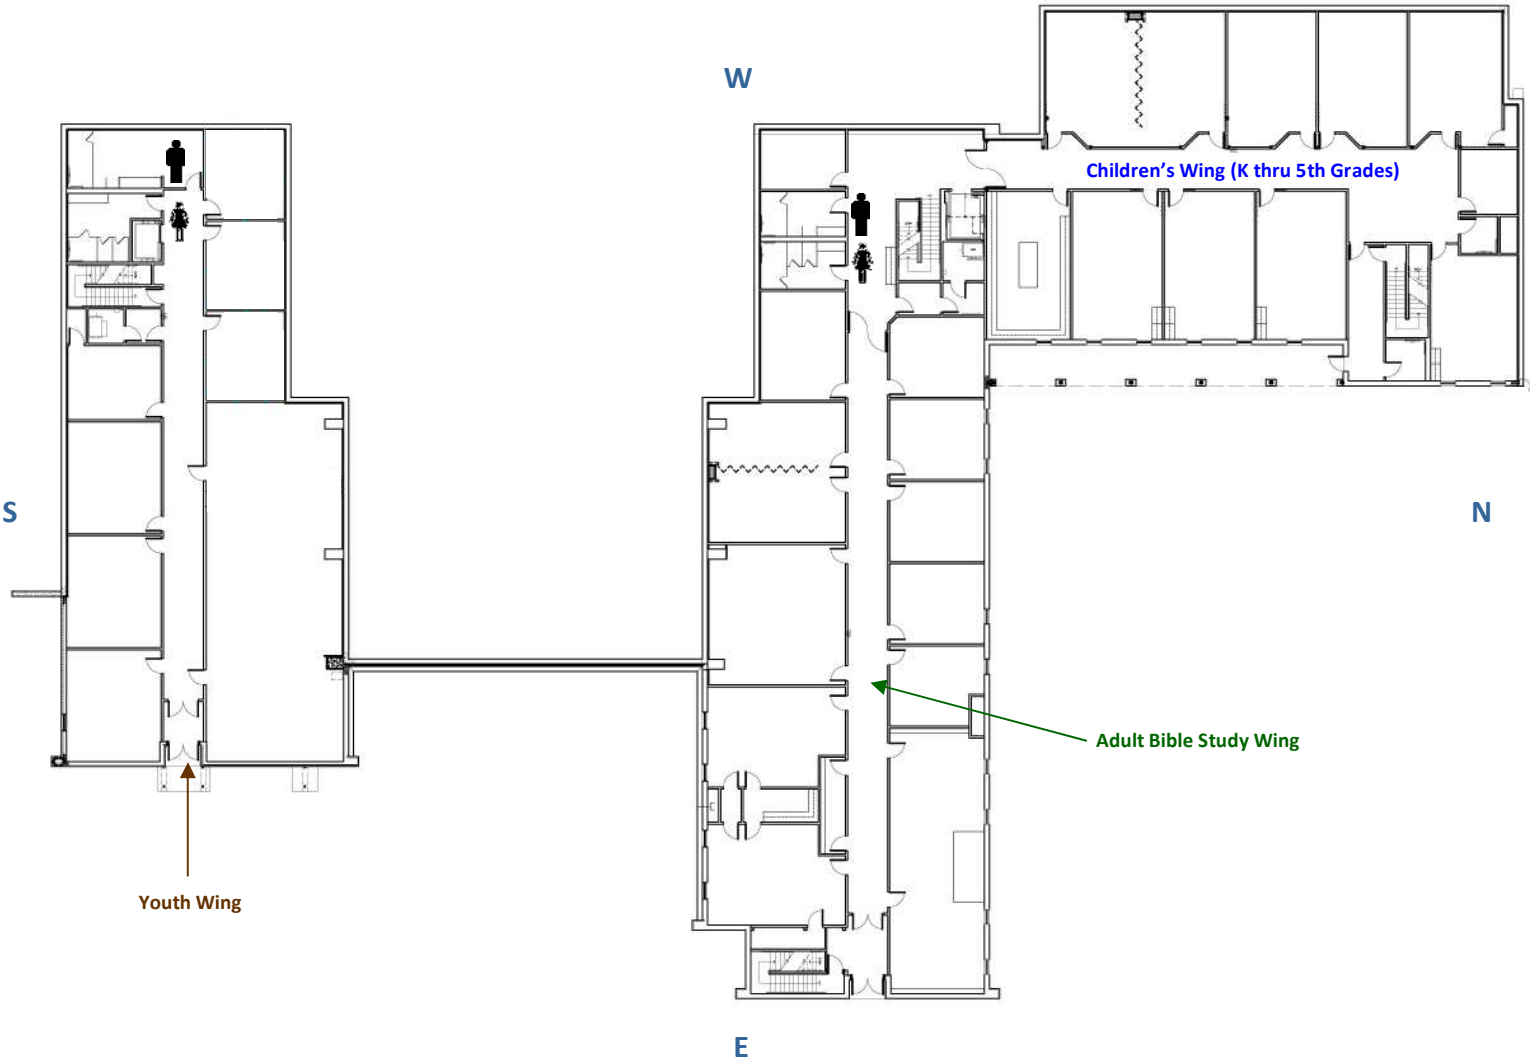 W
Children's Wing (K thru 5th Grades)
S
N
Adult Bible Study Wing
Youth Wing
E